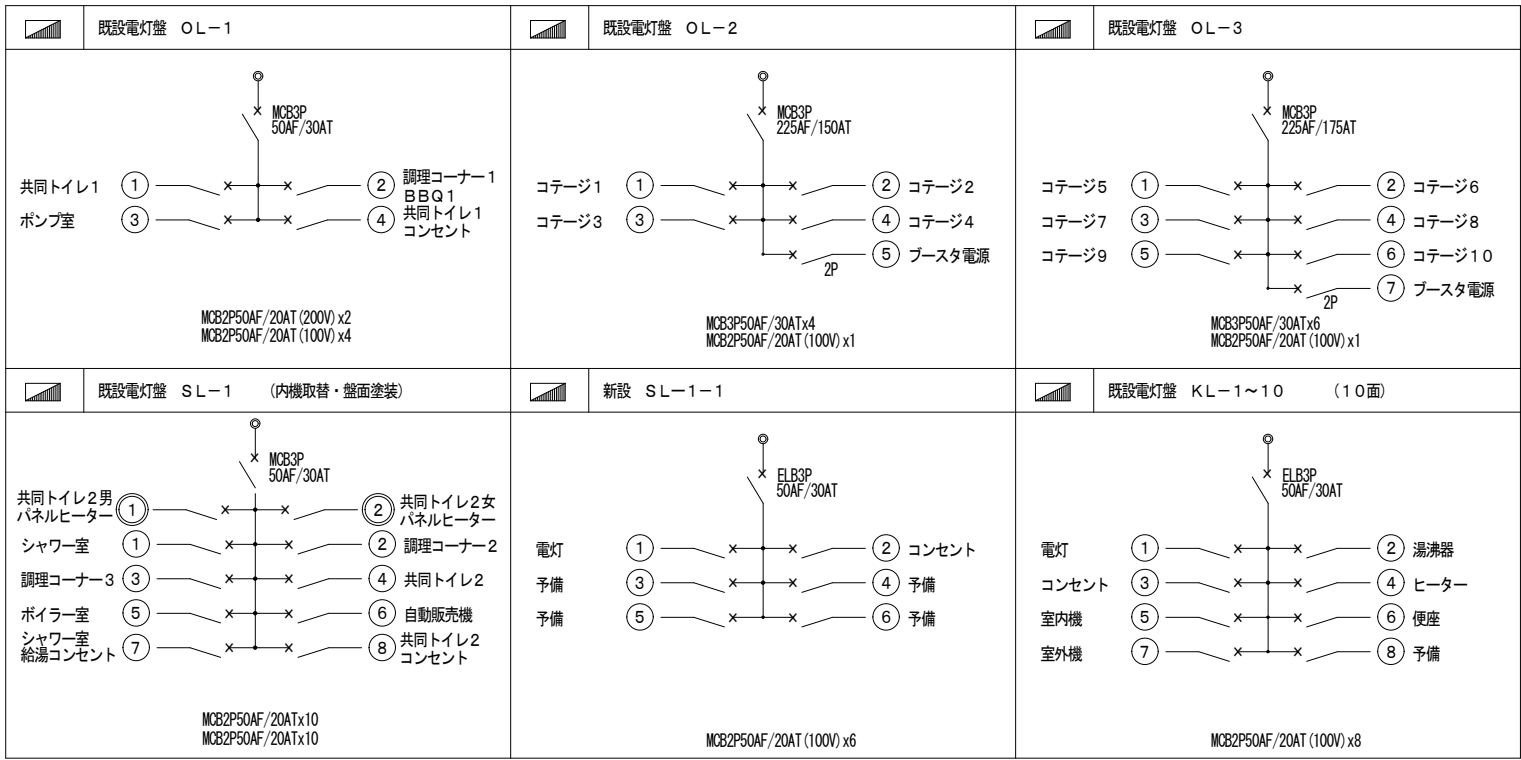 既設電灯盤 OL－1
MCB3P
50AF/30AT
共同トイレ1
1
2
調理コーナー1
BBQ1
ポンプ室
3
4
共同トイレ1
コンセント
MCB2P50AF/20AT(200V)x2
MCB2P50AF/20AT(100V)x4
既設電灯盤 OL－2
MCB3P
225AF/150AT
コテージ1
1
2
コテージ2
コテージ3
3
4
コテージ4
2P
5
ブースタ電源
MCB3P50AF/30ATx4
MCB2P50AF/20AT(100V)x1
既設電灯盤 OL－3
MCB3P
225AF/175AT
コテージ5
1
2
コテージ6
コテージ7
3
4
コテージ8
コテージ9
5
6
コテージ10
2P
7
ブースタ電源
MCB3P50AF/30ATx6
MCB2P50AF/20AT(100V)x1
既設電灯盤 SL－1 （内機取替・盤面塗装）
MCB3P
50AF/30AT
共同トイレ2男
パネルヒーター
1
2
共同トイレ2女
パネルヒーター
シャワー室
1
2
調理コーナー2
調理コーナー3
3
4
共同トイレ2
ボイラー室
5
6
自動販売機
シャワー室
給湯コンセント
7
8
共同トイレ2
コンセント
MCB2P50AF/20ATx10
MCB2P50AF/20ATx10
新設 SL－1－1
ELB3P
50AF/30AT
電灯
1
2
コンセント
予備
3
4
予備
予備
5
6
予備
MCB2P50AF/20AT(100V)x6
既設電灯盤 KL－1～10 （10面）
ELB3P
50AF/30AT
電灯
1
2
湯沸器
コンセント
3
4
ヒーター
室内機
5
6
便座
室外機
7
8
予備
MCB2P50AF/20AT(100V)x8